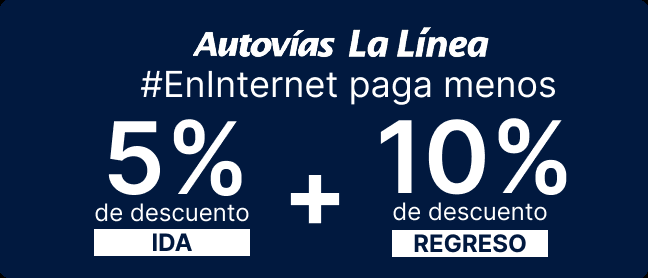 Autovías La Línea
#EnInternet paga menos
5% + 10%
de descuento de descuento
IDA REGRESO